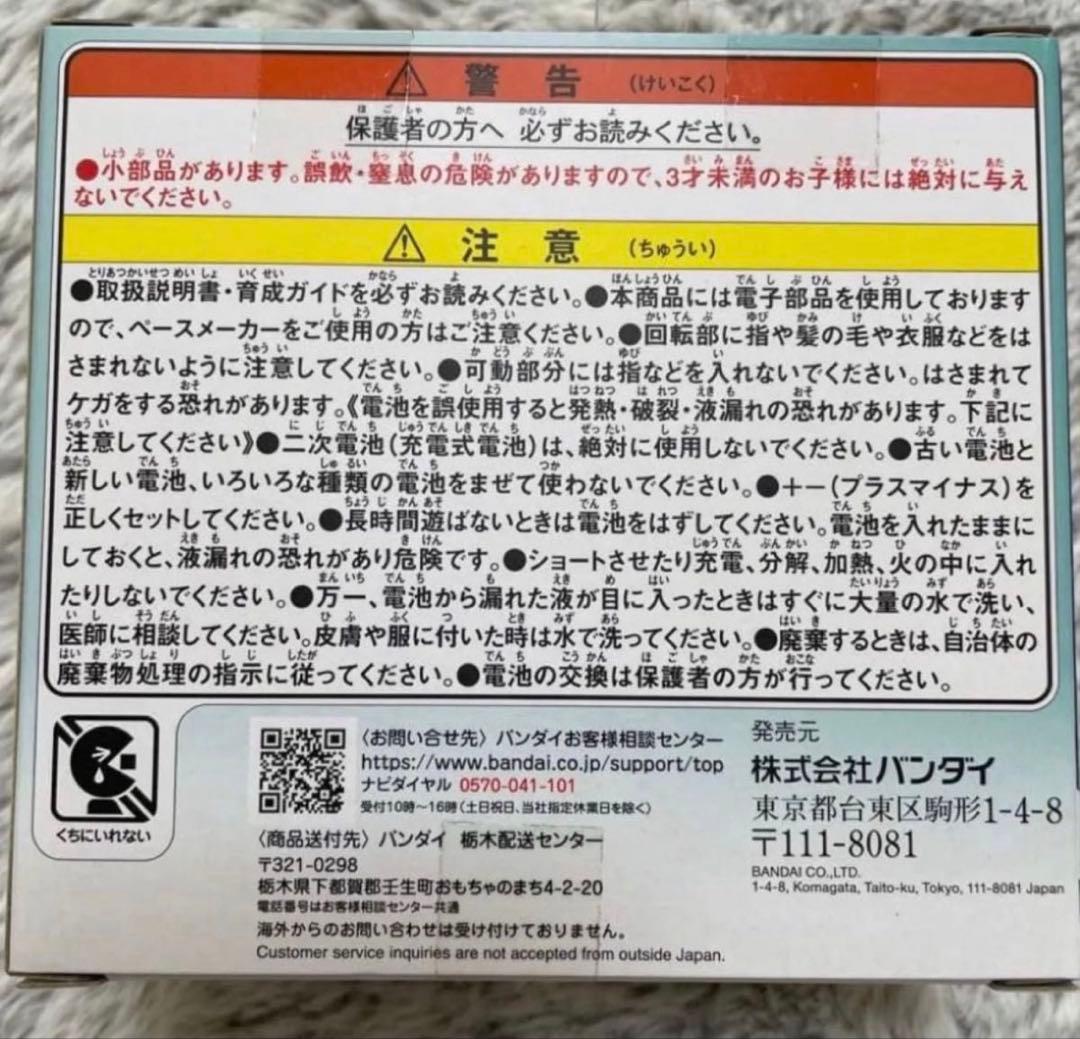 警告 (けいこく)
保護者の方へ 必ずお読みください。
●小部品があります。誤飲・窒息の危険がありますので、3才未満のお子様には絶対に与え
ないでください。
注意 (ちゅうい)
●取扱説明書・育成ガイドを必ずお読みください。●本商品には電子部品を使用しております
ので、ペースメーカーをご使用の方はご注意ください。●回転部に指や髪の毛や衣服などをは
さまれないように注意してください。●可動部分には指などを入れないでください。はさまれて
ケガをする恐れがあります。《電池を誤使用すると発熱・破裂・液漏れの恐れがあります。下記に
注意してください》●二次電池(充電式電池)は、絶対に使用しないでください。●古い電池と
新しい電池、いろいろな種類の電池をまぜて使わないでください。●+-(プラスマイナス)を
正しくセットしてください。●長時間遊ばないときは電池をはずしてください。電池を入れたままに
しておくと、液漏れの恐れがあり危険です。●ショートさせたり充電、分解、加熱、火の中に入れ
たりしないでください。●万一、電池から漏れた液が目に入ったときはすぐに大量の水で洗い、
医師に相談してください。皮膚や服に付いた時は水で洗ってください。●廃棄するときは、自治体の
廃棄物処理の指示に従ってください。●電池の交換は保護者の方が行ってください。
くちにいれない
〈お問い合せ先〉バンダイお客様相談センター
https://www.bandai.co.jp/support/top
ナビダイヤル 0570-041-101
受付10時〜16時(土日祝日、当社指定休業日を除く)
〈商品送付先〉バンダイ 栃木配送センター
〒321-0298
栃木県下都賀郡壬生町おもちゃのまち4-2-20
電話番号はお客様相談センター共通
海外からのお問い合わせは受け付けておりません。
Customer service inquiries are not accepted from outside Japan.
発売元
株式会社バンダイ
東京都台東区駒形1-4-8
〒111-8081
BANDAI CO.,LTD.
1-4-8, Komagata, Taito-ku, Tokyo, 111-8081 Japan